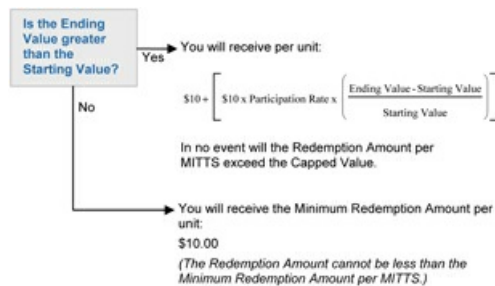 Is the Ending
Value greater
than the
Starting Value?
Yes
You will receive per unit:
$10 + [ $10 x Participation Rate x ( Ending Value - Starting Value
Starting Value ) ]
In no event will the Redemption Amount per
MITTS exceed the Capped Value.
No
You will receive the Minimum Redemption Amount per
unit:
$10.00
(The Redemption Amount cannot be less than the
Minimum Redemption Amount per MITTS.)